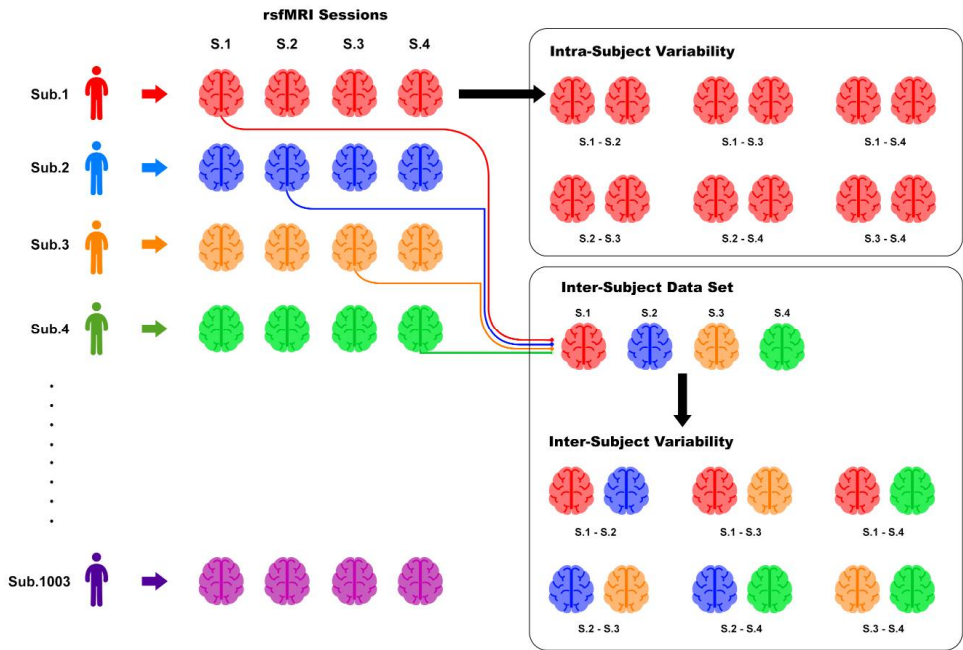 rsfMRI Sessions
S.1 S.2 S.3 S.4
Sub.1
Sub.2
Sub.3
Sub.4
Sub.1003
Intra-Subject Variability
S.1 - S.2 S.1 - S.3 S.1 - S.4
S.2 - S.3 S.2 - S.4 S.3 - S.4
Inter-Subject Data Set
S.1 S.2 S.3 S.4
Inter-Subject Variability
S.1 - S.2 S.1 - S.3 S.1 - S.4
S.2 - S.3 S.2 - S.4 S.3 - S.4